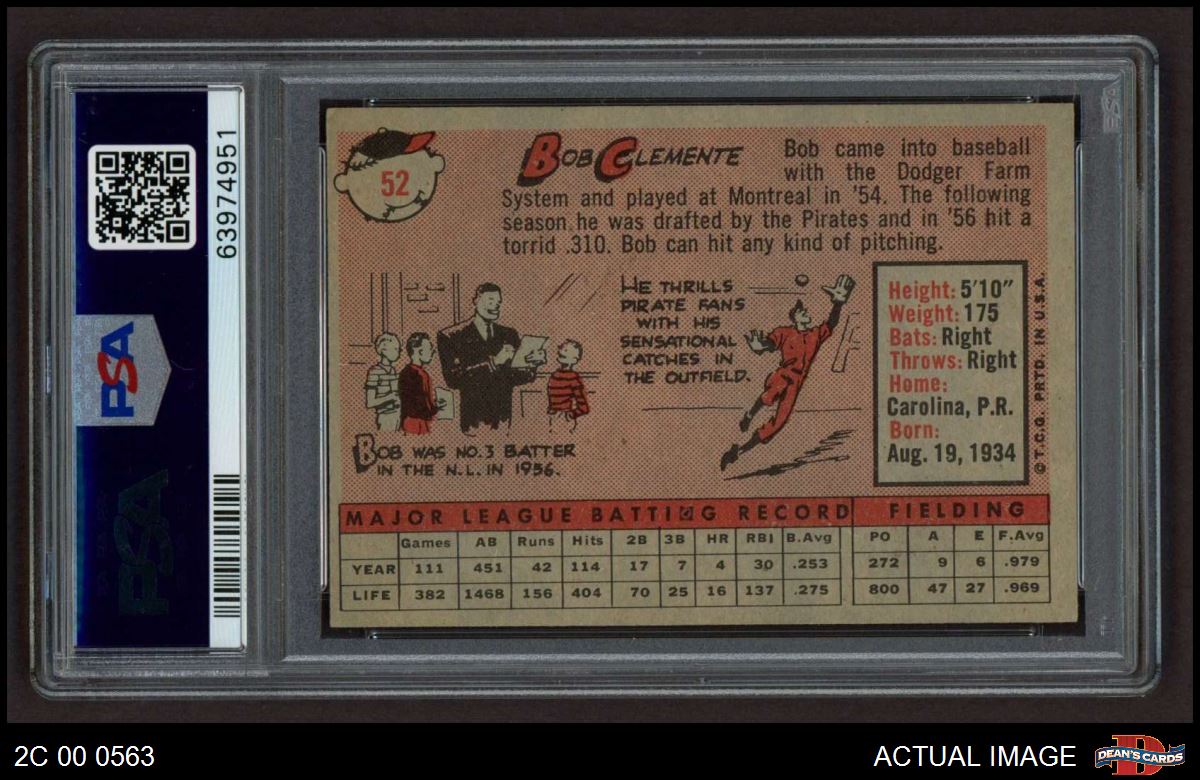 63974951
PSA
PSA
52
BOB CLEMENTE
Bob came into baseball
with the Dodger Farm
System and played at Montreal in '54. The following
season he was drafted by the Pirates and in '56 hit a
torrid .310. Bob can hit any kind of pitching.
BOB WAS NO.3 BATTER
IN THE N.L. IN 1956.
HE THRILLS
PIRATE FANS
WITH HIS
SENSATIONAL
CATCHES IN
THE OUTFIELD.
Height: 5'10"
Weight: 175
Bats: Right
Throws: Right
Home:
Carolina, P.R.
Born:
Aug. 19, 1934
© T.C.G. PRTD. IN U.S.A.
MAJOR LEAGUE BATTING RECORD FIELDING
Games AB Runs Hits 2B 3B HR RBI B.Avg PO A E F.Avg
YEAR 111 451 42 114 17 7 4 30 .253 272 9 6 .979
LIFE 382 1468 156 404 70 25 16 137 .275 800 47 27 .969
PSA
2C 00 0563
ACTUAL IMAGE
D
DEAN'S CARDS